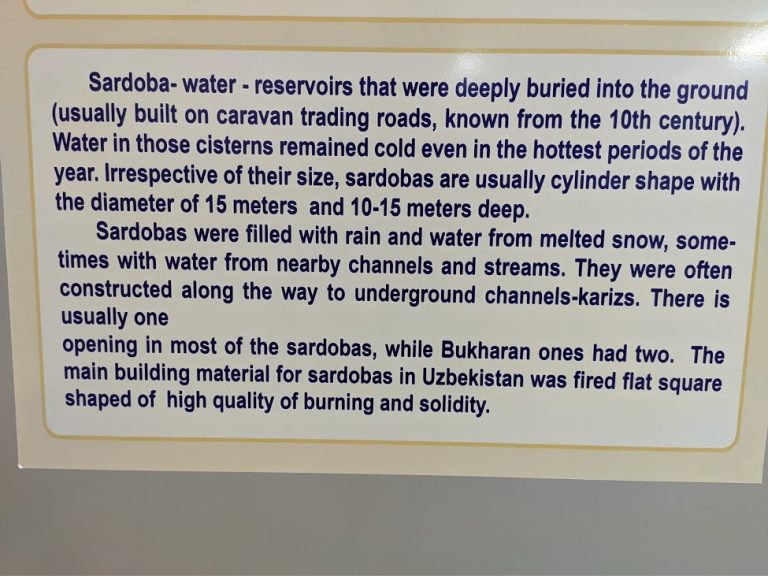 Sardoba- water - reservoirs that were deeply buried into the ground
(usually built on caravan trading roads, known from the 10th century).
Water in those cisterns remained cold even in the hottest periods of the
year. Irrespective of their size, sardobas are usually cylinder shape with
the diameter of 15 meters and 10-15 meters deep.
Sardobas were filled with rain and water from melted snow, some-
times with water from nearby channels and streams. They were often
constructed along the way to underground channels-karizs. There is
usually one
opening in most of the sardobas, while Bukharan ones had two. The
main building material for sardobas in Uzbekistan was fired flat square
shaped of high quality of burning and solidity.